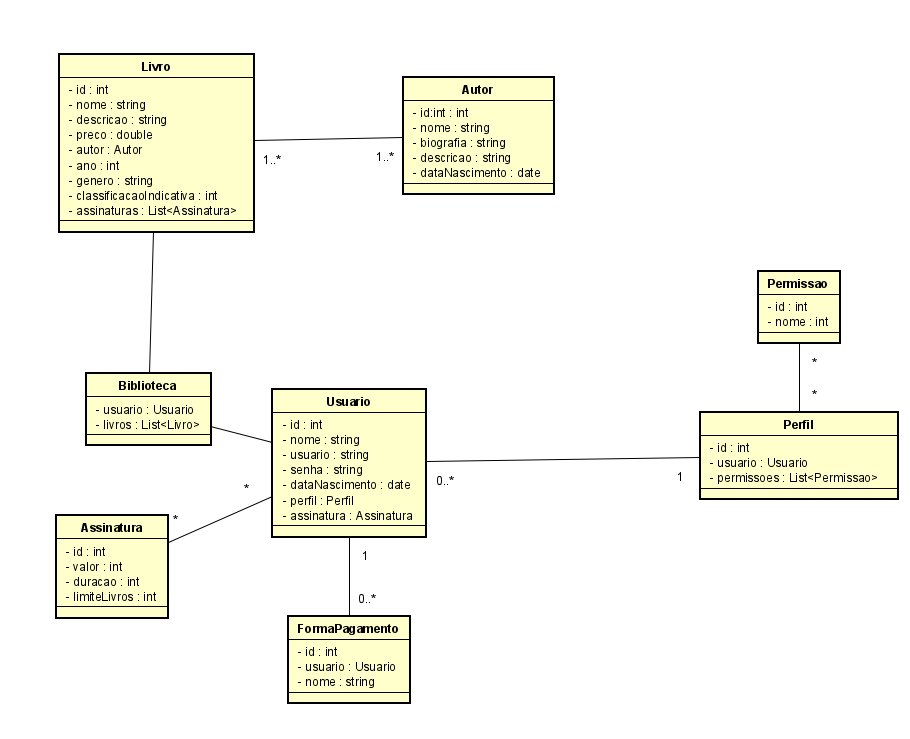 Livro
- id : int
- nome : string
- descricao : string
- preco : double
- autor : Autor
- ano : int
- genero : string
- classificacaoIndicativa : int
- assinaturas : List<Assinatura>
1..*
1..*
Autor
- id:int : int
- nome : string
- biografia : string
- descricao : string
- dataNascimento : date
Permissao
- id : int
- nome : int
*
*
Biblioteca
- usuario : Usuario
- livros : List<Livro>
Usuario
- id : int
- nome : string
- usuario : string
- senha : string
- dataNascimento : date
- perfil : Perfil
- assinatura : Assinatura
0..*
1
Perfil
- id : int
- usuario : Usuario
- permissoes : List<Permissao>
*
*
Assinatura
- id : int
- valor : int
- duracao : int
- limiteLivros : int
1
0..*
FormaPagamento
- id : int
- usuario : Usuario
- nome : string